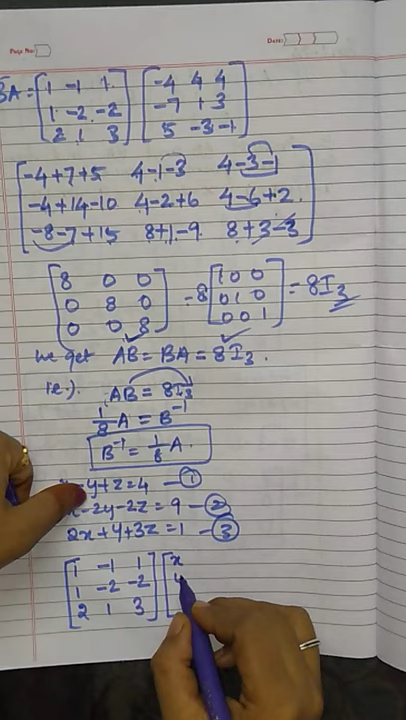 Page No.
Date:
BA = [1 -1 1 [-4 4 4
1 -2 -2 -7 +3
2 1 3] 5 -3 -1]
[-4+7+5 4-1-3 4-3-1
-4+14-10 4-2+6 4-6+2
-8-7+15 8+1-9 8+3-3]
[8 0 0 -8 [1 0 0
0 8 0 0 1 0 = 8I₃
0 0 8] 0 0 1]
we get AB = BA = 8I₃.
ie.). AB = 8I₃
1/8 A = B⁻¹
B⁻¹ = 1/8 A.
-y+z=4 —①
x-2y-2z = 9 —②
2x+y+3z = 1 —③
[1 -1 1 [x
1 -2 -2 y
2 1 3]